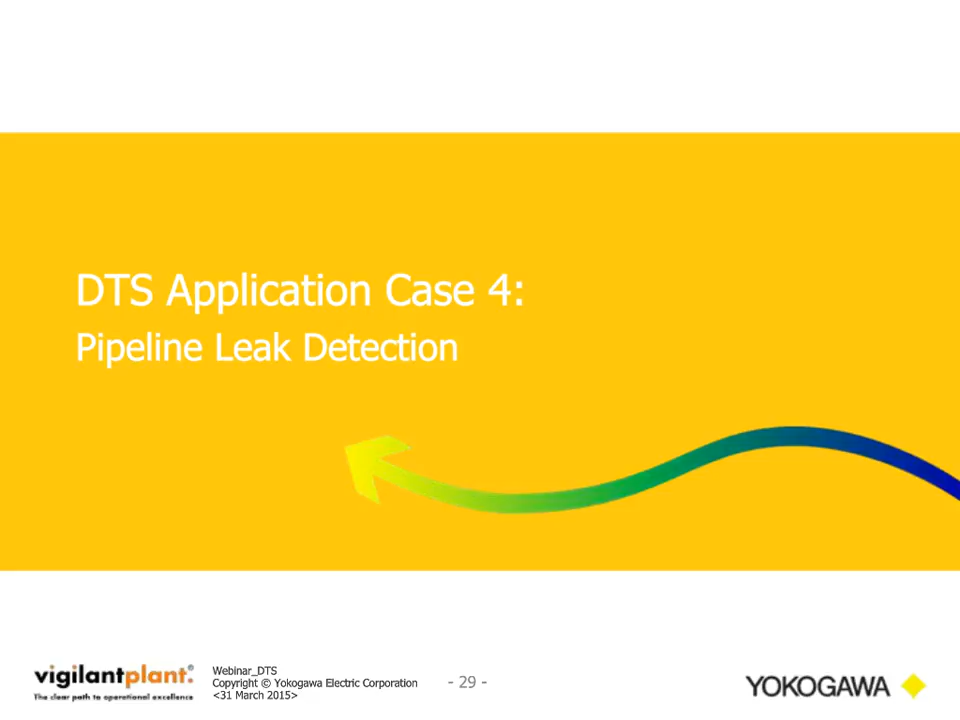 DTS Application Case 4:
Pipeline Leak Detection
vigilantplant.®
The clear path to operational excellence
Webinar_DTS
Copyright © Yokogawa Electric Corporation
<31 March 2015>
- 29 -
YOKOGAWA